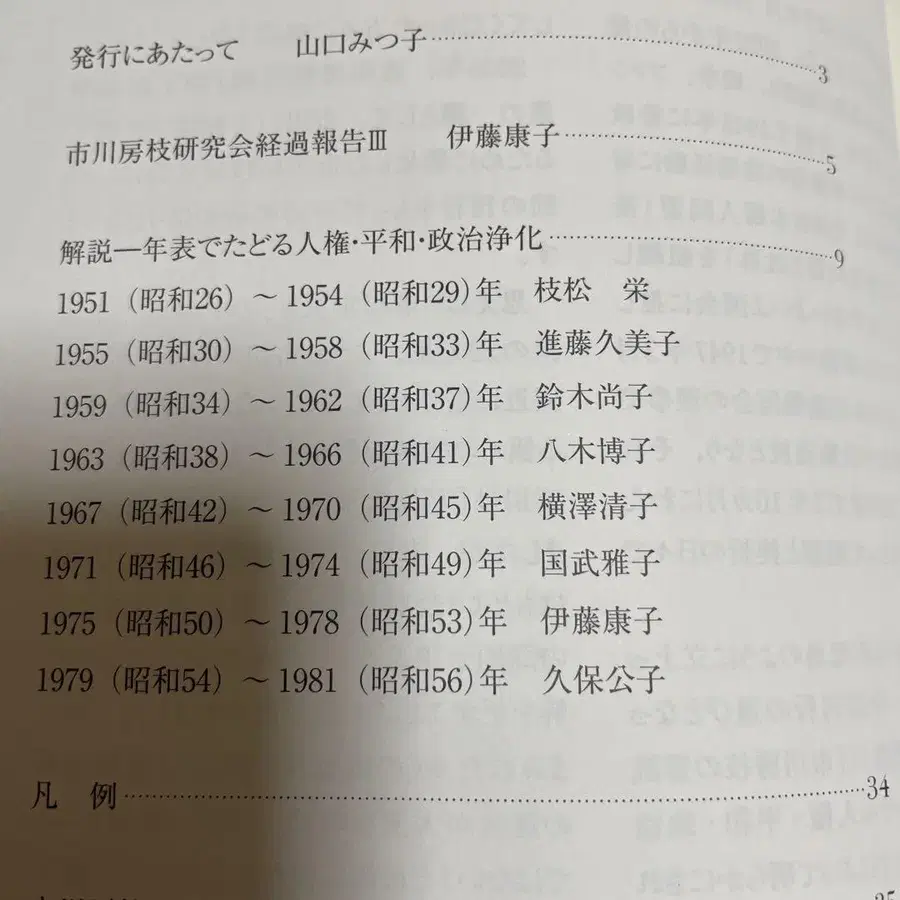 発行にあたって　　山口みつ子……………………3
市川房枝研究会経過報告Ⅲ　　伊藤康子……………5
解説―年表でたどる人権・平和・政治浄化……………9
1951（昭和26）～1954（昭和29）年　枝松　栄
1955（昭和30）～1958（昭和33）年　進藤久美子
1959（昭和34）～1962（昭和37）年　鈴木尚子
1963（昭和38）～1966（昭和41）年　八木博子
1967（昭和42）～1970（昭和45）年　横澤清子
1971（昭和46）～1974（昭和49）年　国武雅子
1975（昭和50）～1978（昭和53）年　伊藤康子
1979（昭和54）～1981（昭和56）年　久保公子
凡　例……………………………………34